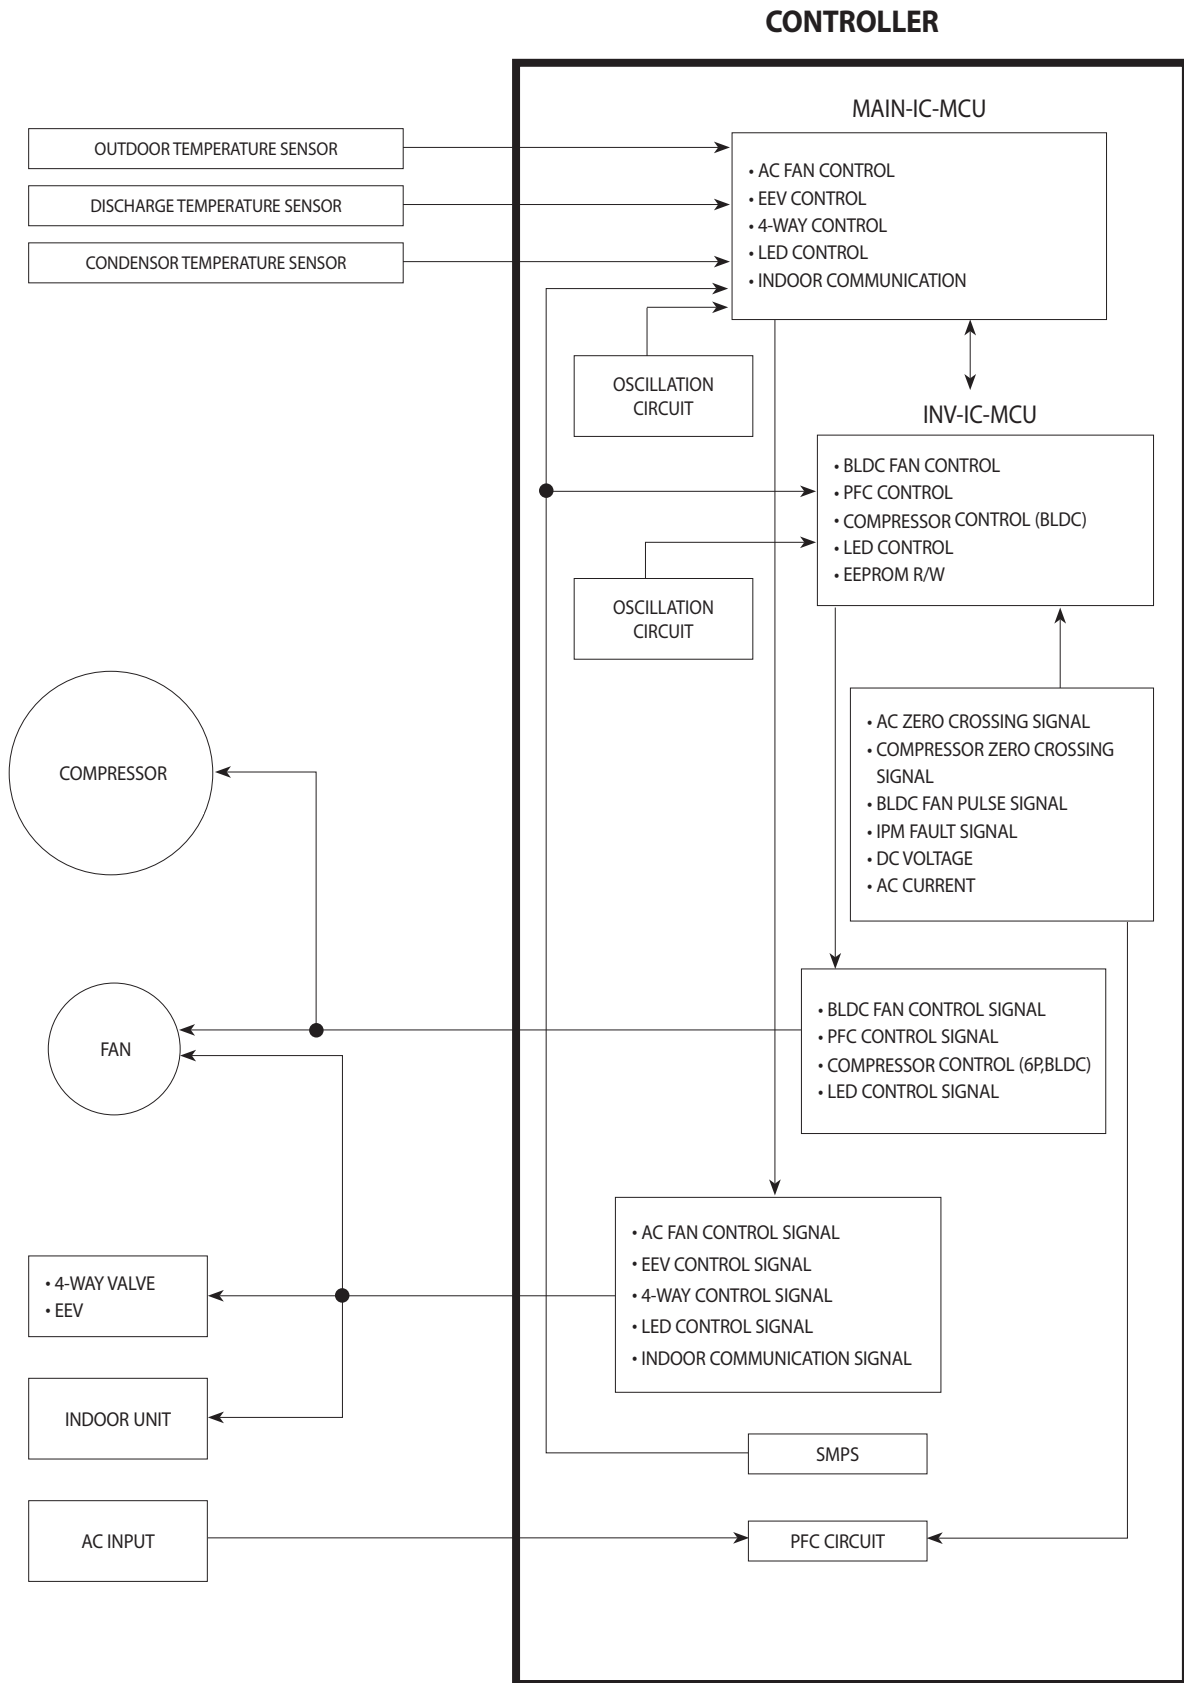 CONTROLLER
MAIN-IC-MCU
OUTDOOR TEMPERATURE SENSOR
DISCHARGE TEMPERATURE SENSOR
CONDENSOR TEMPERATURE SENSOR
• AC FAN CONTROL
• EEV CONTROL
• 4-WAY CONTROL
• LED CONTROL
• INDOOR COMMUNICATION
OSCILLATION
CIRCUIT
INV-IC-MCU
• BLDC FAN CONTROL
• PFC CONTROL
• COMPRESSOR CONTROL (BLDC)
• LED CONTROL
• EEPROM R/W
OSCILLATION
CIRCUIT
• AC ZERO CROSSING SIGNAL
• COMPRESSOR ZERO CROSSING
SIGNAL
• BLDC FAN PULSE SIGNAL
• IPM FAULT SIGNAL
• DC VOLTAGE
• AC CURRENT
COMPRESSOR
FAN
• BLDC FAN CONTROL SIGNAL
• PFC CONTROL SIGNAL
• COMPRESSOR CONTROL (6P,BLDC)
• LED CONTROL SIGNAL
• AC FAN CONTROL SIGNAL
• EEV CONTROL SIGNAL
• 4-WAY CONTROL SIGNAL
• LED CONTROL SIGNAL
• INDOOR COMMUNICATION SIGNAL
• 4-WAY VALVE
• EEV
INDOOR UNIT
SMPS
AC INPUT
PFC CIRCUIT